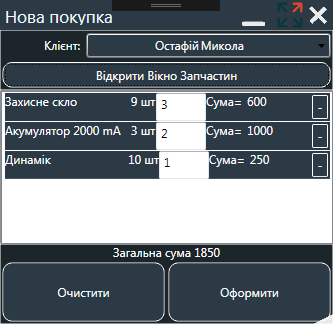 Нова покупка
Клієнт: Остафій Микола
Відкрити Вікно Запчастин
Захисне скло 9 шт 3 Сума= 600 -
Акумулятор 2000 mA 3 шт 2 Сума= 1000 -
Динамік 10 шт 1 Сума= 250 -
Загальна сума 1850
Очистити Оформити